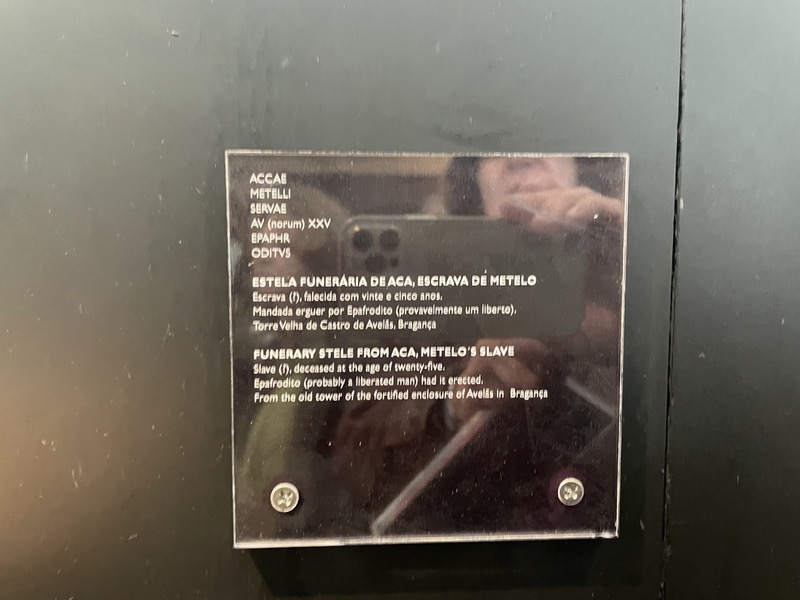 ACCAE
METELLI
SERVAE
AV (norum) XXV
EPAPHR
ODITVS
ESTELA FUNERÁRIA DE ACA, ESCRAVA DE METELO
Escrava (?), falecida com vinte e cinco anos.
Mandada erguer por Epafrodito (provavelmente um liberto).
Torre Velha de Castro de Avelãs, Bragança
FUNERARY STELE FROM ACA, METELO'S SLAVE
Slave (?), deceased at the age of twenty-five.
Epafrodito (probably a liberated man) had it erected.
From the old tower of the fortified enclosure of Avelãs in Bragança